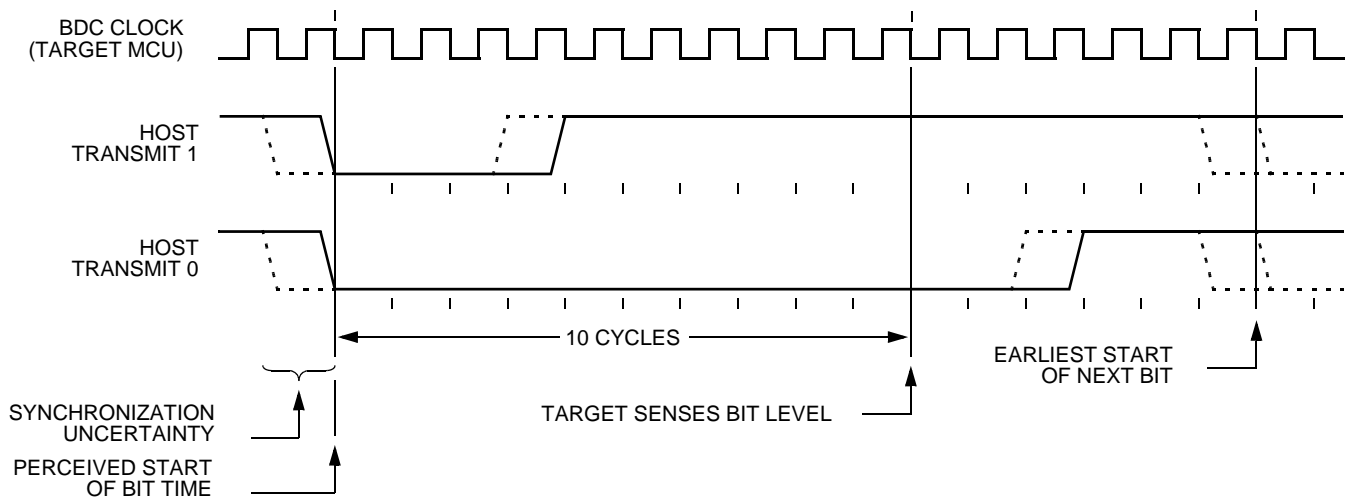 BDC CLOCK
(TARGET MCU)
HOST
TRANSMIT 1
HOST
TRANSMIT 0
10 CYCLES
EARLIEST START
OF NEXT BIT
TARGET SENSES BIT LEVEL
SYNCHRONIZATION
UNCERTAINTY
PERCEIVED START
OF BIT TIME